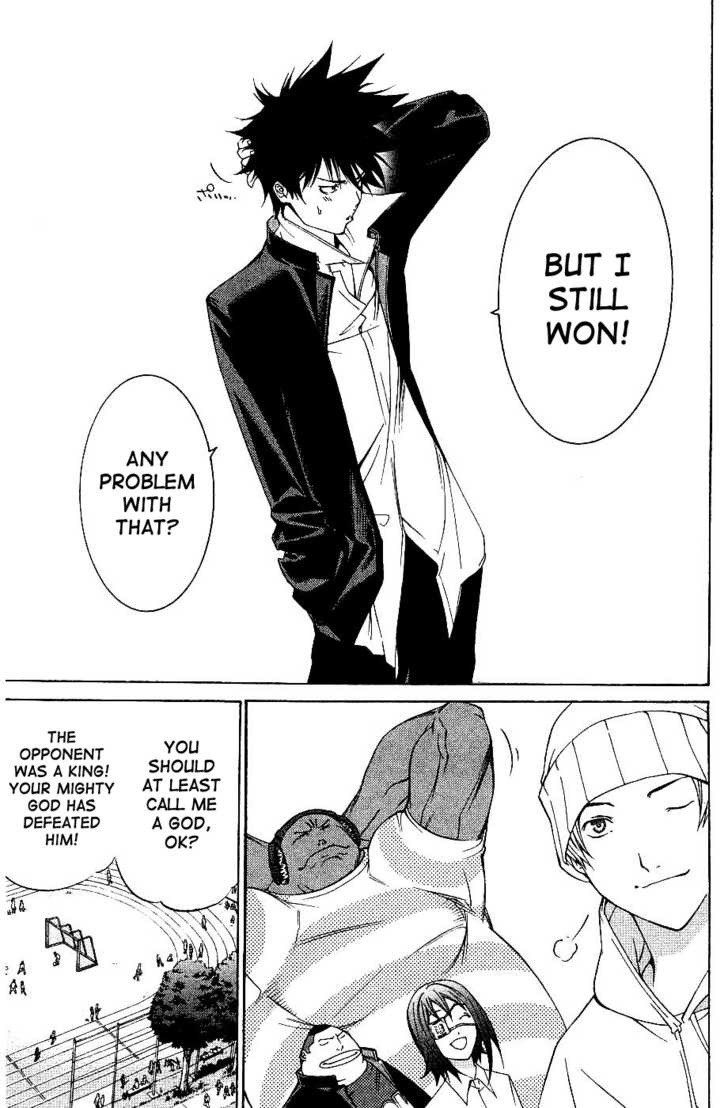 BUT I
STILL
WON!
ANY
PROBLEM
WITH
THAT?
YOU
SHOULD
AT LEAST
CALL ME
A GOD,
OK?
THE
OPPONENT
WAS A KING!
YOUR MIGHTY
GOD HAS
DEFEATED
HIM!